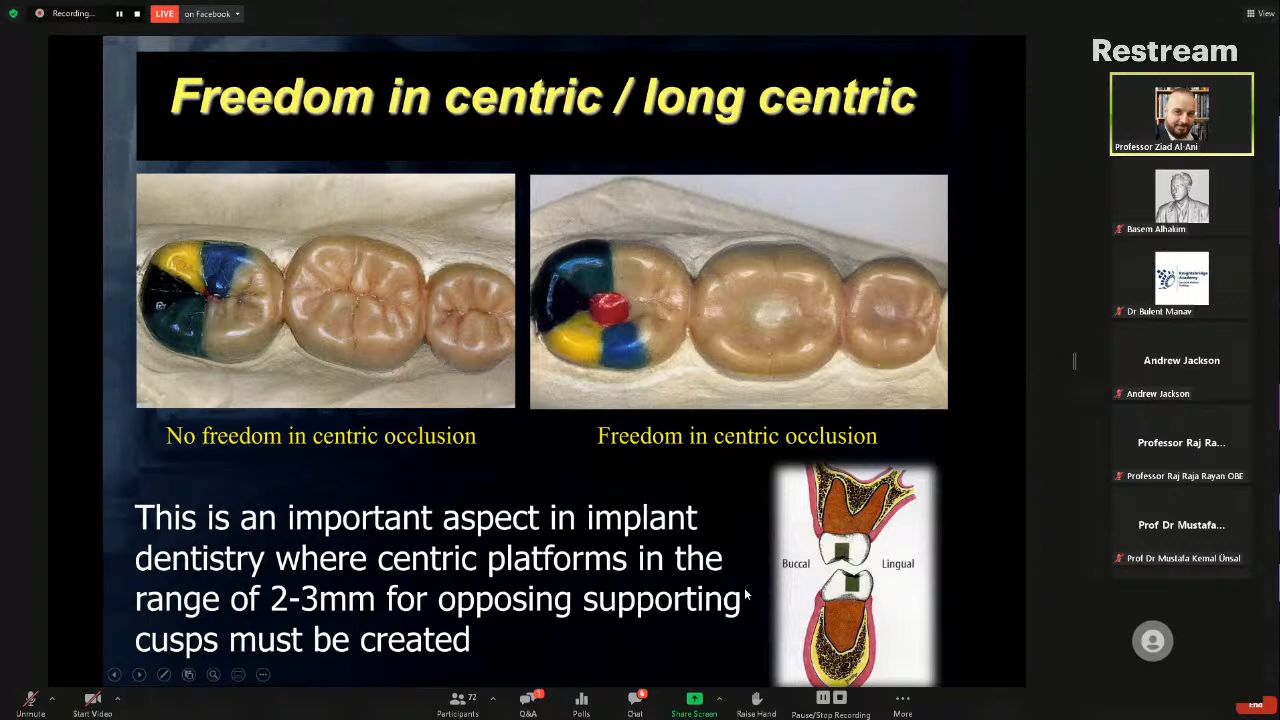 Recording...
LIVE on Facebook
View
Restream
Freedom in centric / long centric
No freedom in centric occlusion
Freedom in centric occlusion
This is an important aspect in implant
dentistry where centric platforms in the
range of 2-3mm for opposing supporting
cusps must be created
Buccal
Lingual
Professor Ziad Al-Ani
Basem Alhakim
Knightsbridge
Academy
Dr Bulent Manav
Andrew Jackson
Andrew Jackson
Professor Raj Ra...
Professor Raj Raja Rayan OBE
Prof Dr Mustafa...
Prof Dr Mustafa Kemal Ünsal
Unmute
Start Video
72
Participants
1
Q&A
Polls
6
Chat
Share Screen
Raise Hand
Pause/Stop Recording
More
End